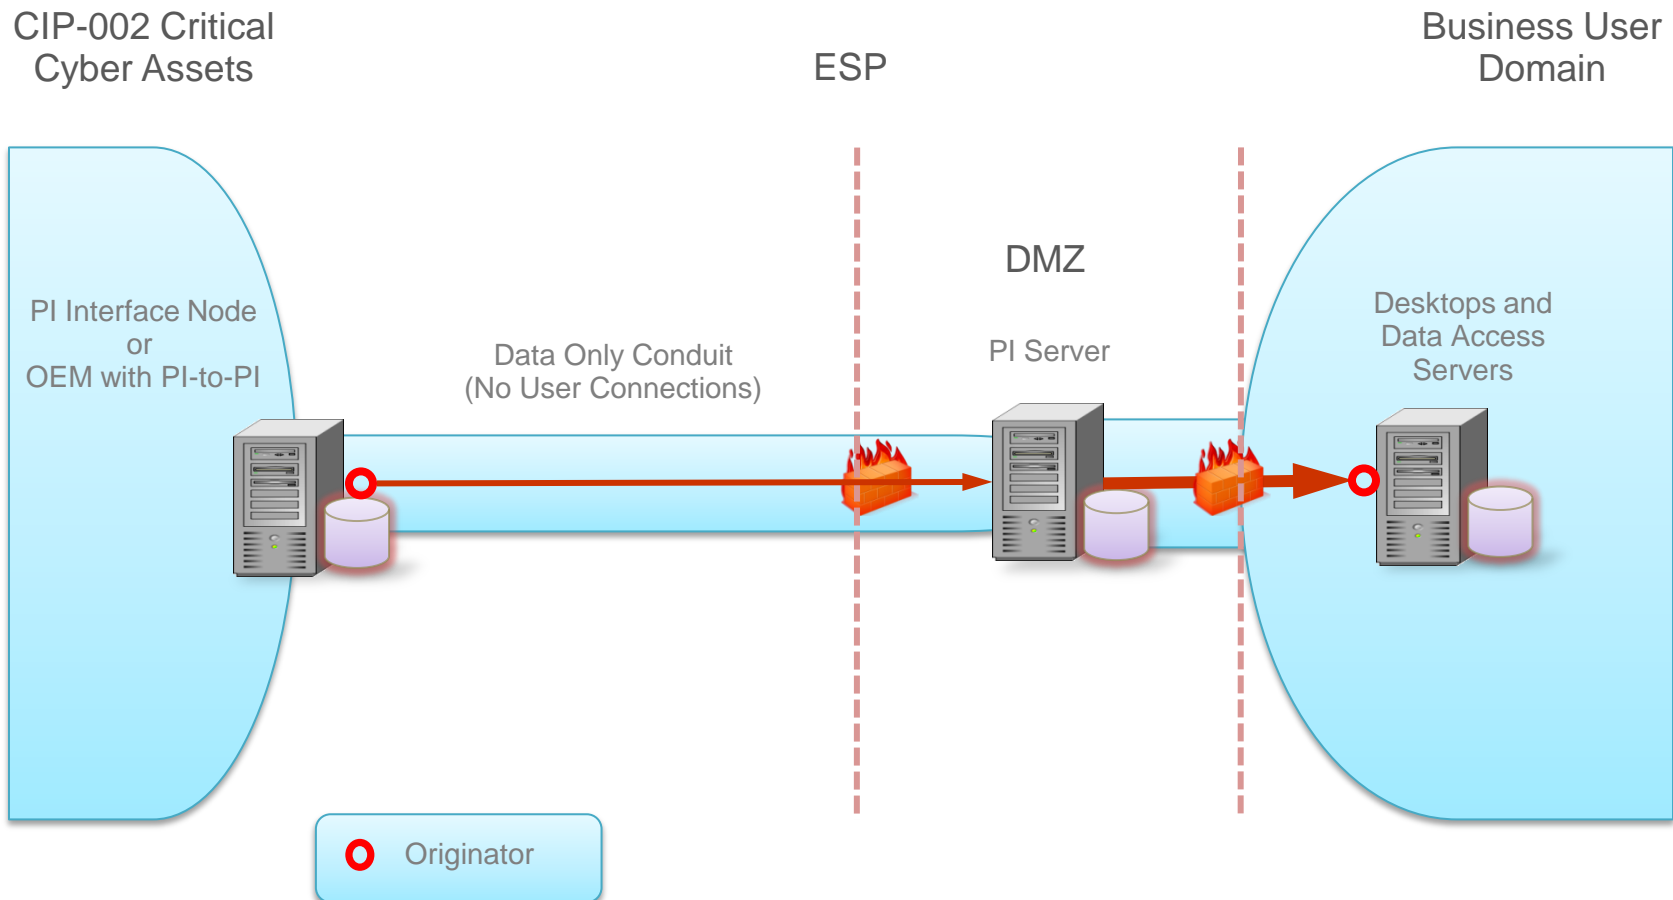 CIP-002 Critical
Cyber Assets
ESP
Business User
Domain
DMZ
PI Interface Node
or
OEM with PI-to-PI
Data Only Conduit
(No User Connections)
PI Server
Desktops and
Data Access
Servers
Originator